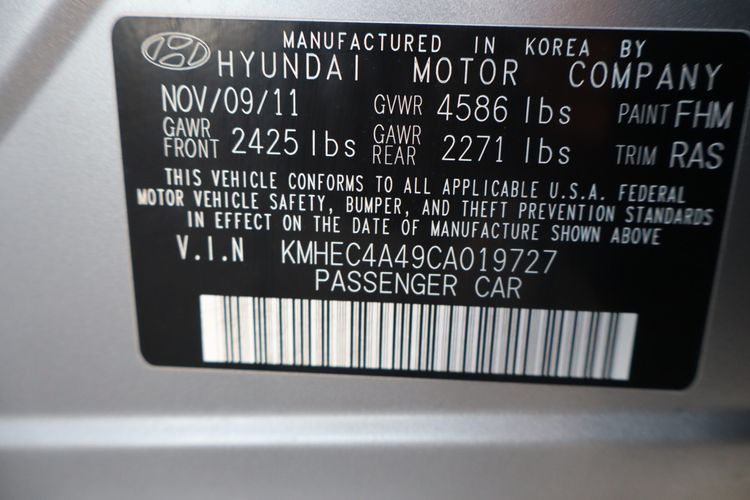 MANUFACTURED IN KOREA BY
HYUNDAI MOTOR COMPANY
NOV/09/11 GVWR 4586 lbs PAINT FHM
GAWR FRONT 2425 lbs GAWR REAR 2271 lbs TRIM RAS
THIS VEHICLE CONFORMS TO ALL APPLICABLE U.S.A. FEDERAL
MOTOR VEHICLE SAFETY, BUMPER, AND THEFT PREVENTION STANDARDS
IN EFFECT ON THE DATE OF MANUFACTURE SHOWN ABOVE
V.I.N KMHEC4A49CA019727
PASSENGER CAR